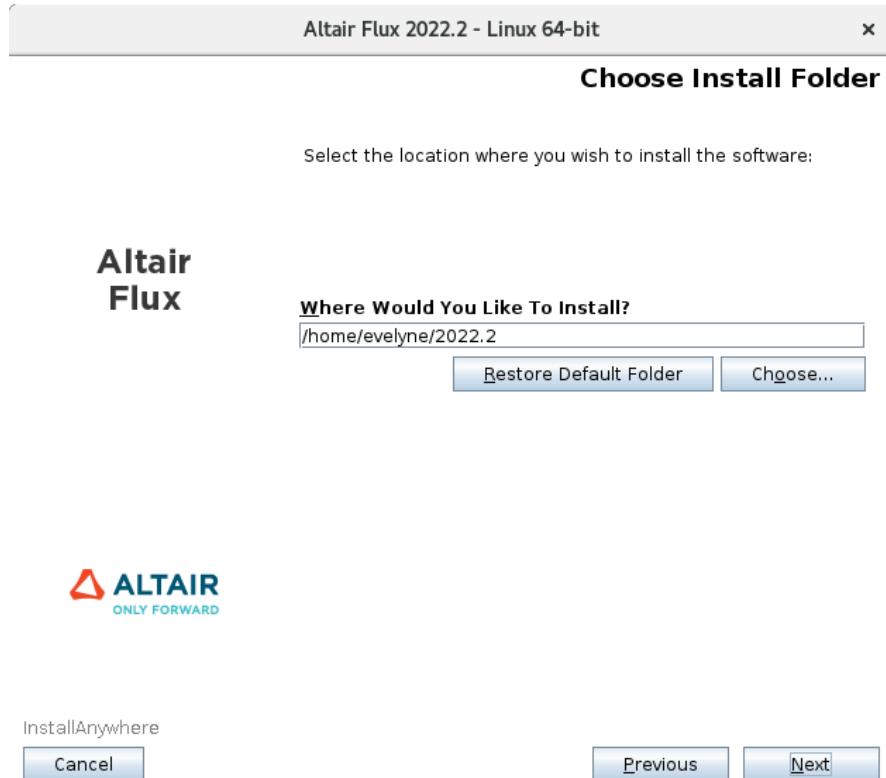 Altair Flux 2022.2 - Linux 64-bit ×
Choose Install Folder
Select the location where you wish to install the software:
Altair
Flux
Where Would You Like To Install?
/home/evelyne/2022.2
Restore Default Folder Choose...
ALTAIR
ONLY FORWARD
InstallAnywhere
Cancel Previous Next